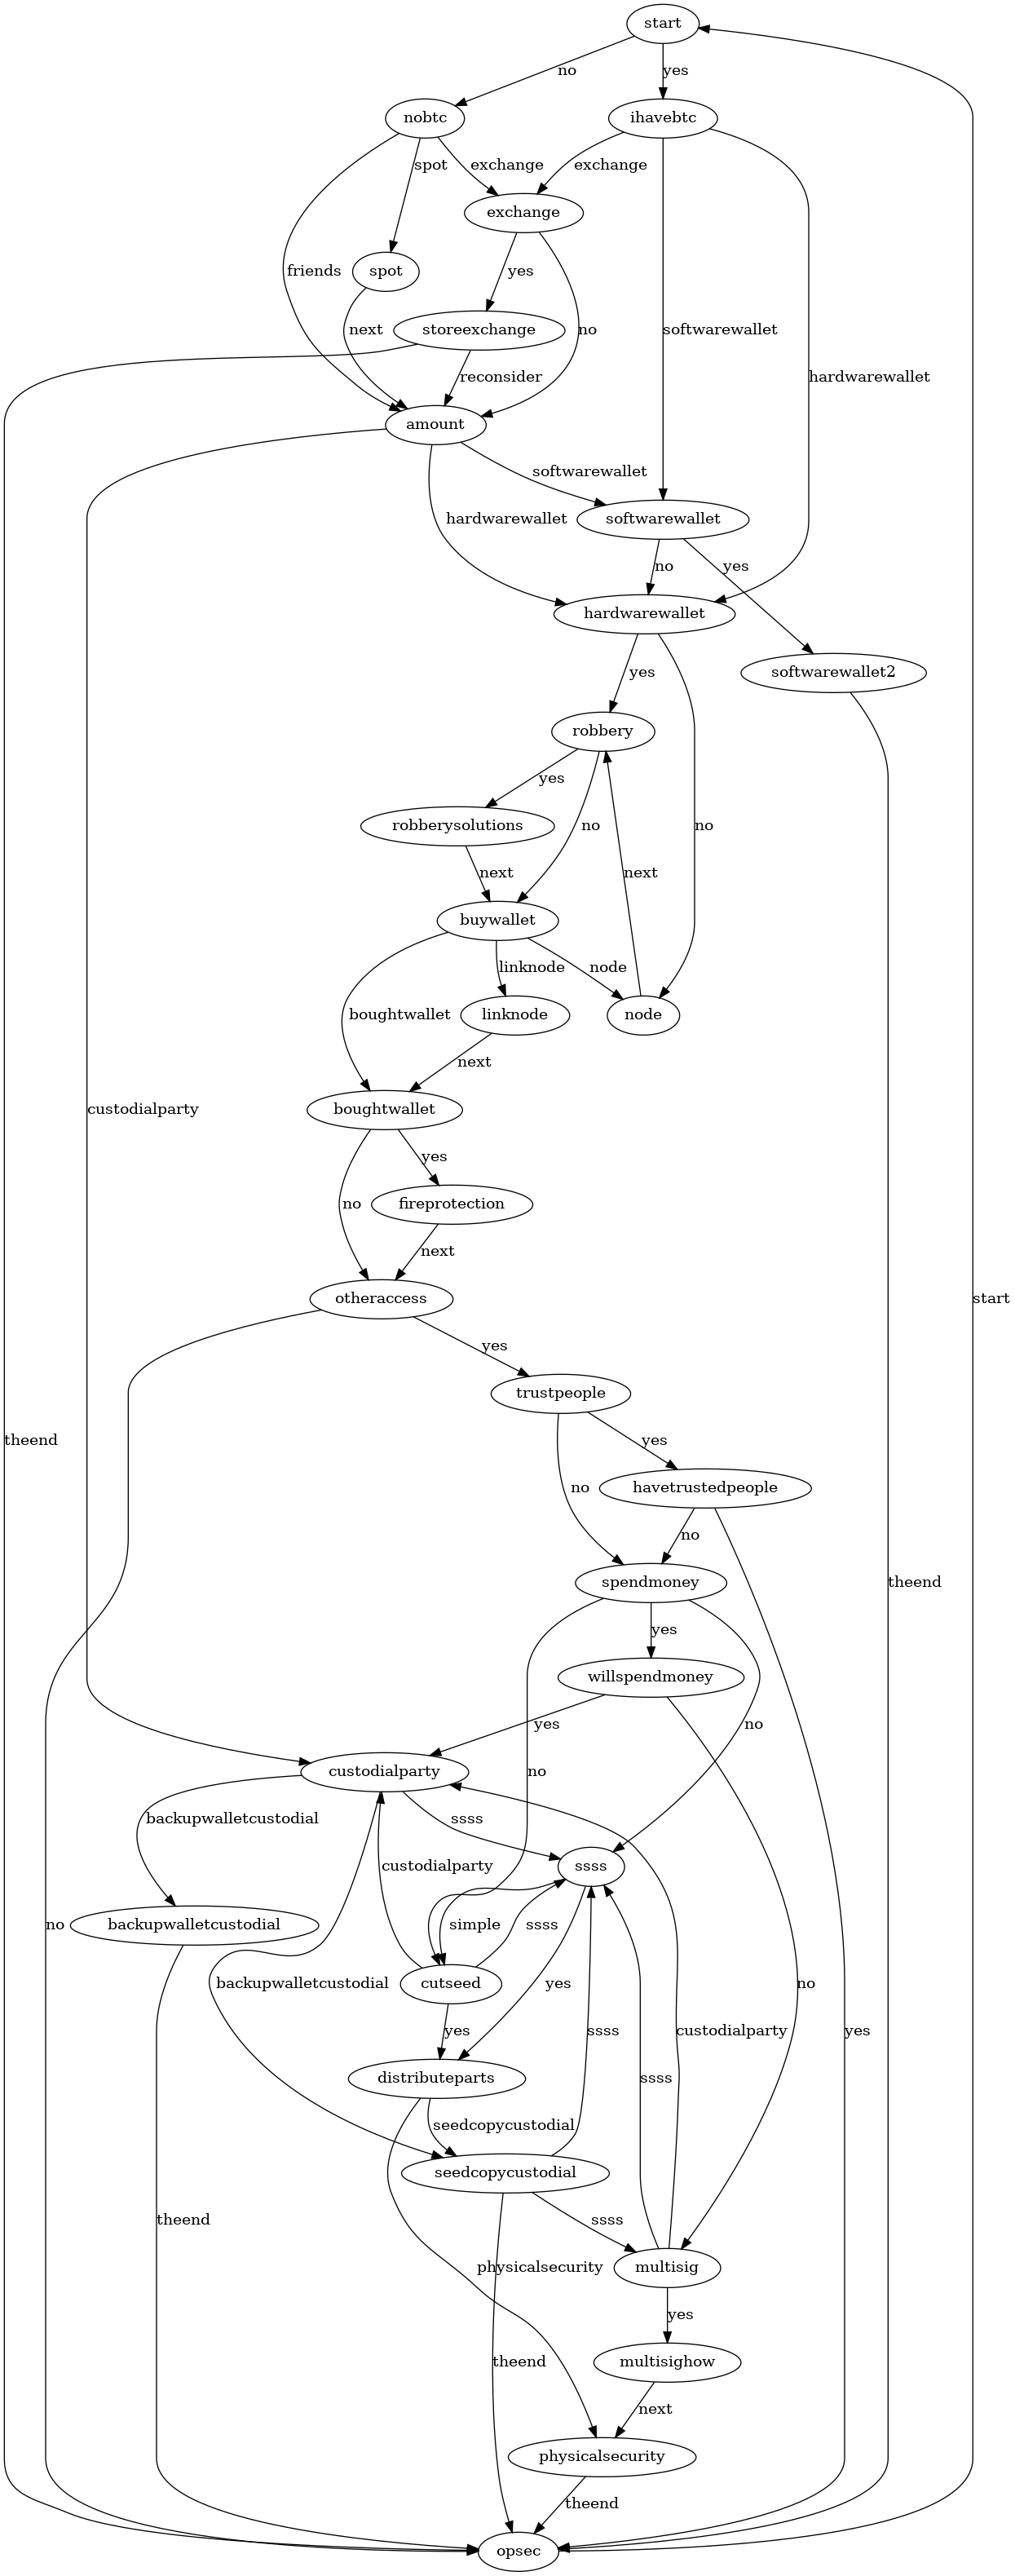 start
no
yes
nobtc
ihavebtc
spot
exchange
exchange
exchange
friends
spot
yes
next
storeexchange
no
softwarewallet
reconsider
hardwarewallet
amount
softwarewallet
hardwarewallet
softwarewallet
no
yes
hardwarewallet
yes
softwarewallet2
robbery
yes
robberysolutions
no
no
next
next
buywallet
linknode
node
boughtwallet
linknode
node
next
custodialparty
boughtwallet
yes
no
fireprotection
next
otheraccess
start
yes
trustpeople
theend
yes
no
havetrustedpeople
no
spendmoney
theend
yes
willspendmoney
yes
no
custodialparty
no
backupwalletcustodial
ssss
custodialparty
ssss
no
backupwalletcustodial
simple
ssss
backupwalletcustodial
cutseed
yes
no
yes
ssss
custodialparty
yes
ssss
distributeparts
seedcopycustodial
seedcopycustodial
theend
ssss
physicalsecurity
multisig
yes
theend
multisighow
next
physicalsecurity
theend
opsec